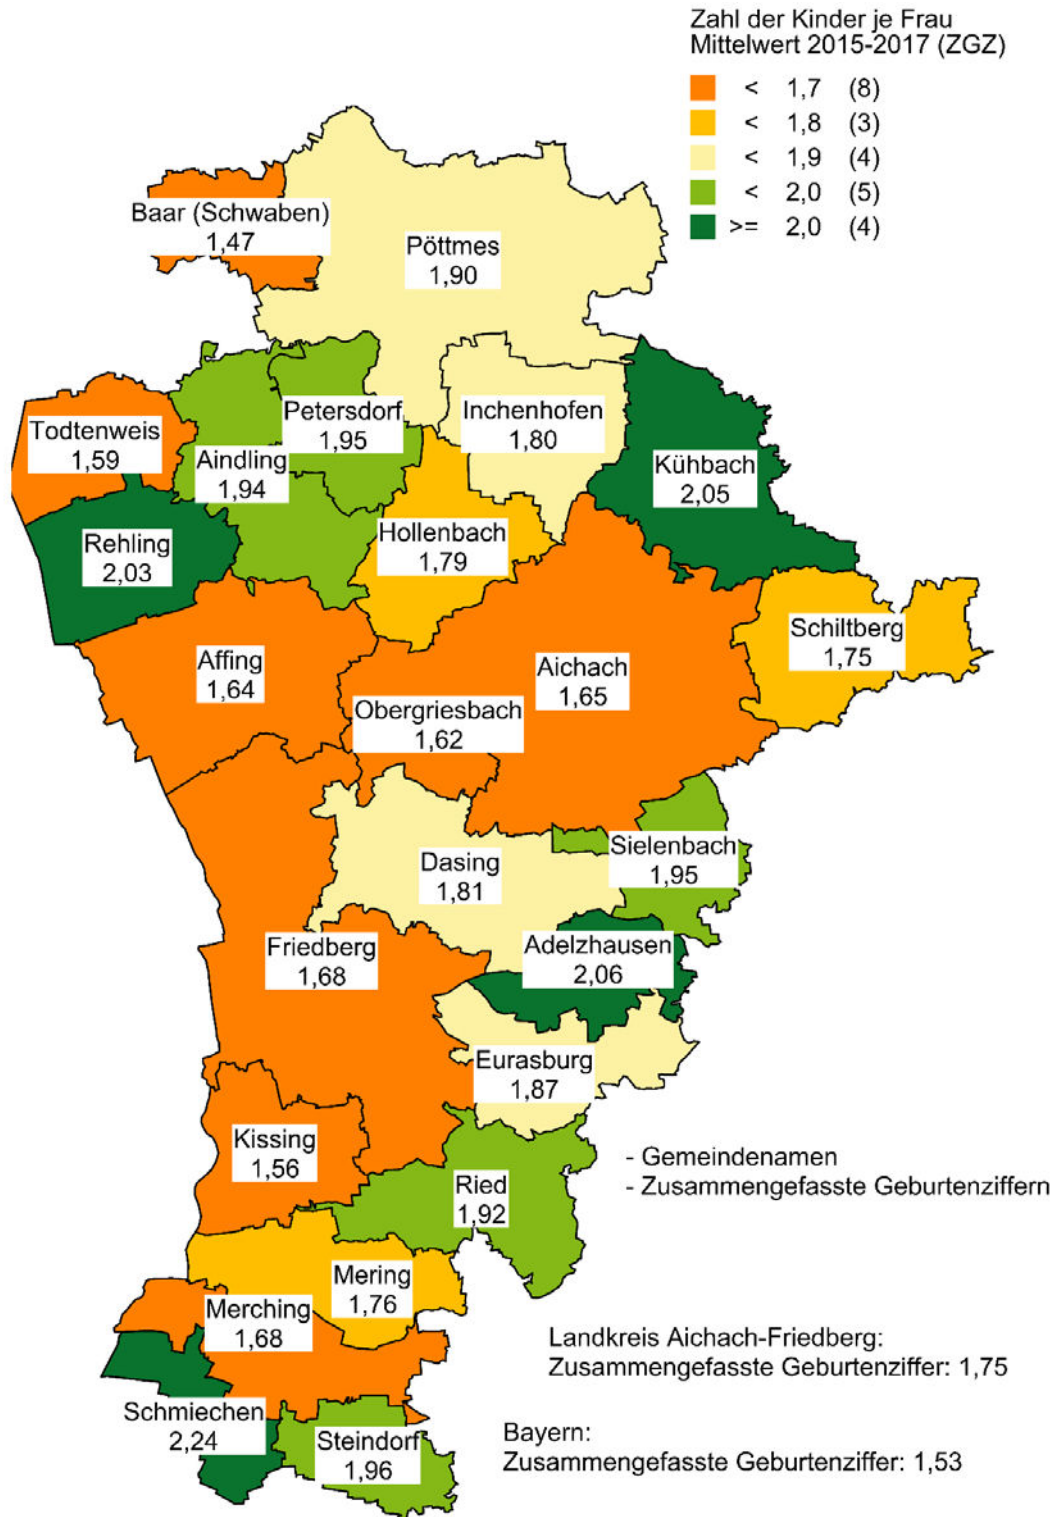 Zahl der Kinder je Frau
Mittelwert 2015-2017 (ZGZ)
< 1,7 (8)
< 1,8 (3)
< 1,9 (4)
< 2,0 (5)
>= 2,0 (4)
Baar (Schwaben)
1,47
Pöttmes
1,90
Petersdorf
1,95
Inchenhofen
1,80
Todtenweis
1,59
Aindling
1,94
Kühbach
2,05
Rehling
2,03
Hollenbach
1,79
Schiltberg
1,75
Affing
1,64
Aichach
1,65
Obergriesbach
1,62
Dasing
1,81
Sielenbach
1,95
Friedberg
1,68
Adelzhausen
2,06
Eurasburg
1,87
Kissing
1,56
- Gemeindenamen
- Zusammengefasste Geburtenziffern
Ried
1,92
Mering
1,76
Merching
1,68
Landkreis Aichach-Friedberg:
Zusammengefasste Geburtenziffer: 1,75
Schmiechen
2,24
Steindorf
1,96
Bayern:
Zusammengefasste Geburtenziffer: 1,53